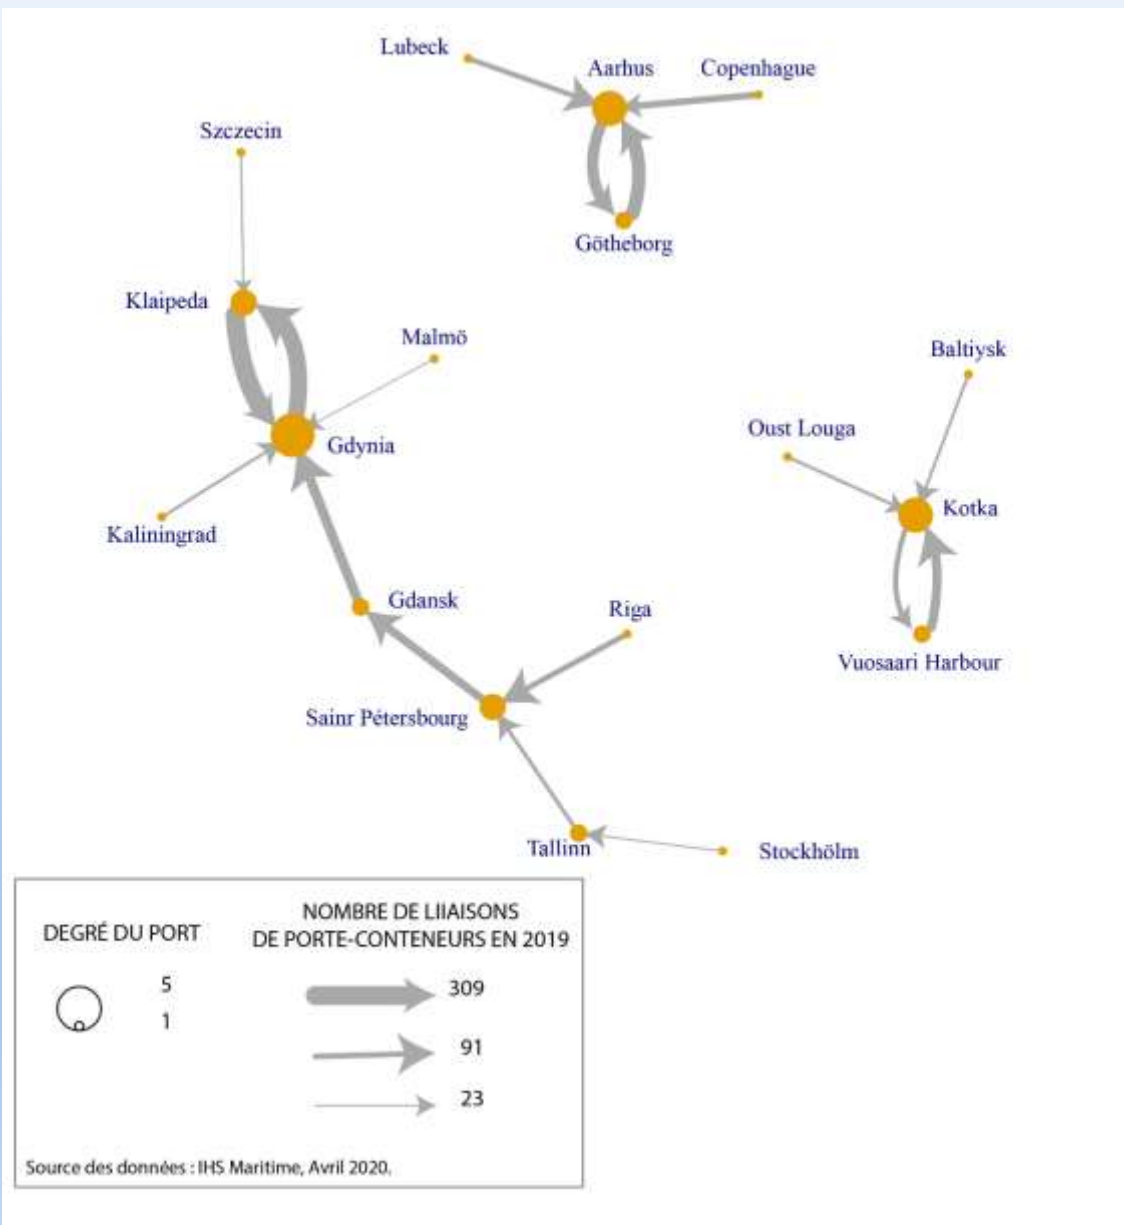 Lubeck
Aarhus
Copenhague
Szczecin
Götheborg
Klaipeda
Malmö
Baltiysk
Oust Louga
Gdynia
Kotka
Kaliningrad
Gdansk
Riga
Vuosaari Harbour
Sainr Pétersbourg
Tallinn
Stockhölm
DEGRÉ DU PORT
5
1
NOMBRE DE LIIAISONS
DE PORTE-CONTENEURS EN 2019
309
91
23
Source des données : IHS Maritime, Avril 2020.